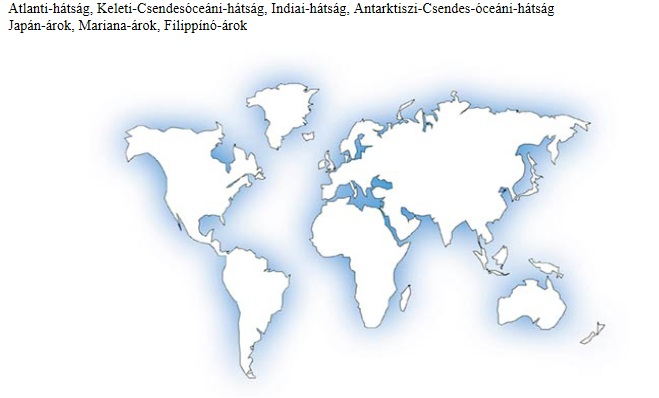 Atlanti-hátság, Keleti-Csendesóceáni-hátság, Indiai-hátság, Antarktiszi-Csendes-óceáni-hátság
Japán-árok, Mariana-árok, Filippínó-árok